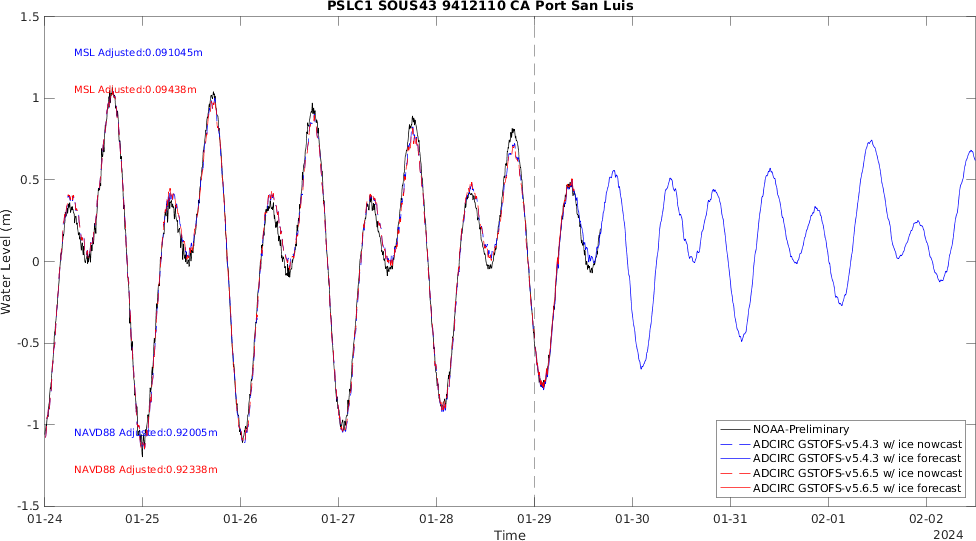 PSLC1 SOUS43 9412110 CA Port San Luis
1.5
MSL Adjusted:0.091045m
MSL Adjusted:0.09438m
1
0.5
0
-0.5
-1
-1.5
Water Level (m)
NAVD88 Adjusted:0.92005m
NAVD88 Adjusted:0.92338m
NOAA-Preliminary
ADCIRC GSTOFS-v5.4.3 w/ ice nowcast
ADCIRC GSTOFS-v5.4.3 w/ ice forecast
ADCIRC GSTOFS-v5.6.5 w/ ice nowcast
ADCIRC GSTOFS-v5.6.5 w/ ice forecast
01-24 01-25 01-26 01-27 01-28 01-29 01-30 01-31 02-01 02-02
Time
2024